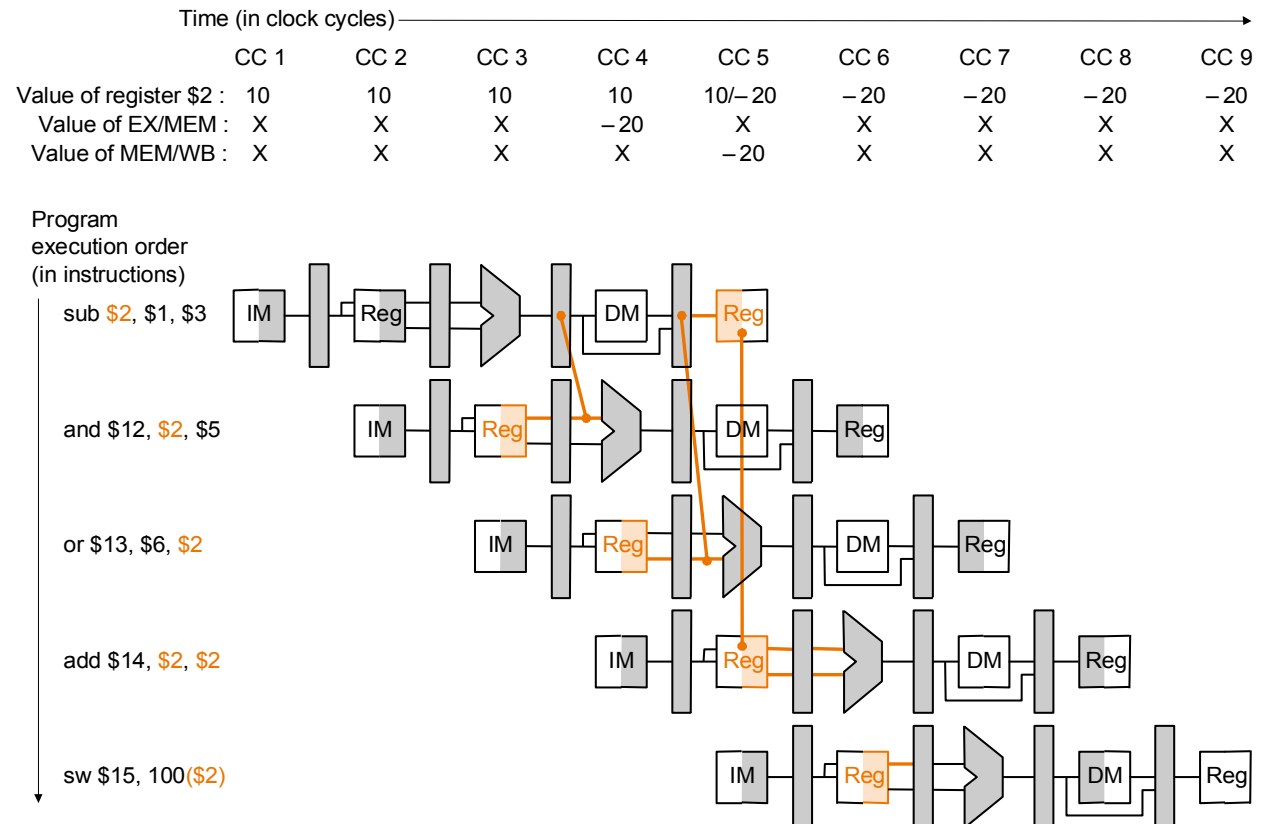 Time (in clock cycles)
CC 1 CC 2 CC 3 CC 4 CC 5 CC 6 CC 7 CC 8 CC 9
Value of register $2 : 10 10 10 10 10/– 20 – 20 – 20 – 20 – 20
Value of EX/MEM : X X X – 20 X X X X X
Value of MEM/WB : X X X X – 20 X X X X
Program
execution order
(in instructions)
sub $2, $1, $3 IM Reg DM Reg
and $12, $2, $5 IM Reg DM Reg
or $13, $6, $2 IM Reg DM Reg
add $14, $2, $2 IM Reg DM Reg
sw $15, 100($2) IM Reg DM Reg